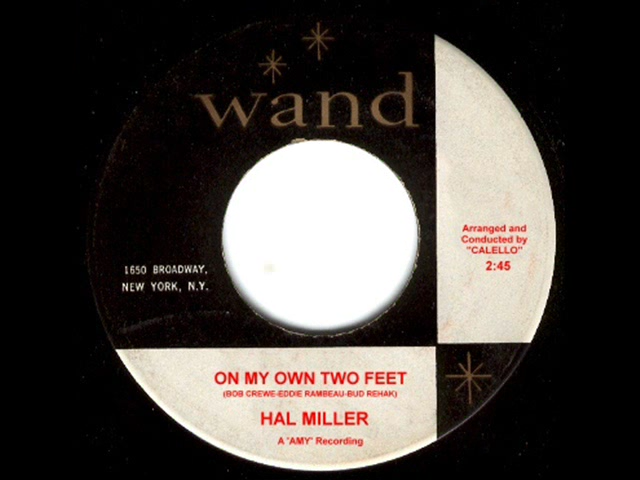 wand
Arranged and
Conducted by
"CALELLO"
2:45
1650 BROADWAY,
NEW YORK, N.Y.
ON MY OWN TWO FEET
(BOB CREWE-EDDIE RAMBEAU-BUD REHAK)
HAL MILLER
A 'AMY' Recording